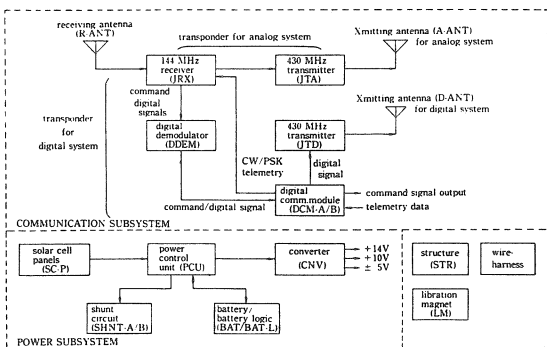 receiving antenna
(R·ANT)
transponder for analog system
Xmitting antenna (A·ANT)
for analog system
144 MHz
receiver
(JRX)
430 MHz
transmitter
(JTA)
command
digital
signals
transponder
for
digital system
Xmitting antenna (D·ANT)
for digital system
digital
demodulator
(DDEM)
430 MHz
transmitter
(JTD)
CW/PSK
telemetry
digital
signal
digital
comm.module
(DCM·A/B)
command signal output
telemetry data
command/digital signal
COMMUNICATION SUBSYSTEM
solar cell
panels
(SC·P)
power
control
unit (PCU)
converter
(CNV)
+14V
+10V
± 5V
structure
(STR)
wire-
harness
libration
magnet
(LM)
shunt
circuit
(SHNT·A/B)
battery/
battery logic
(BAT/BAT·L)
POWER SUBSYSTEM